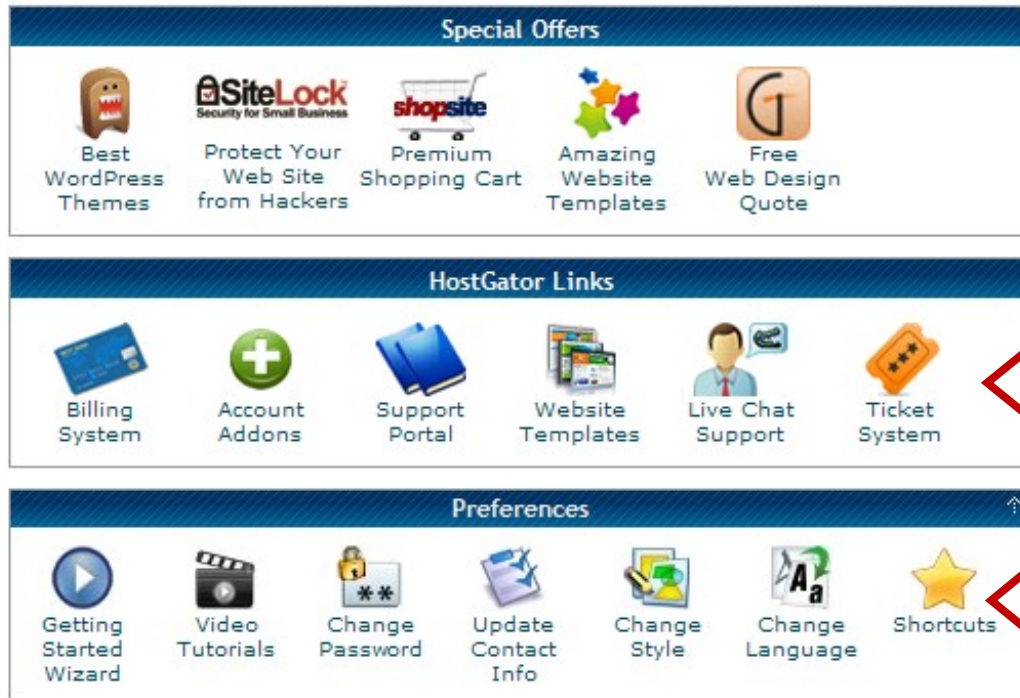 Special Offers
SiteLock
Security for Small Business
shopsite
Best
WordPress
Themes
Protect Your
Web Site
from Hackers
Premium
Shopping Cart
Amazing
Website
Templates
Free
Web Design
Quote
HostGator Links
Billing
System
Account
Addons
Support
Portal
Website
Templates
Live Chat
Support
Ticket
System
Preferences
**
Aa
Getting
Started
Wizard
Video
Tutorials
Change
Password
Update
Contact
Info
Change
Style
Change
Language
Shortcuts